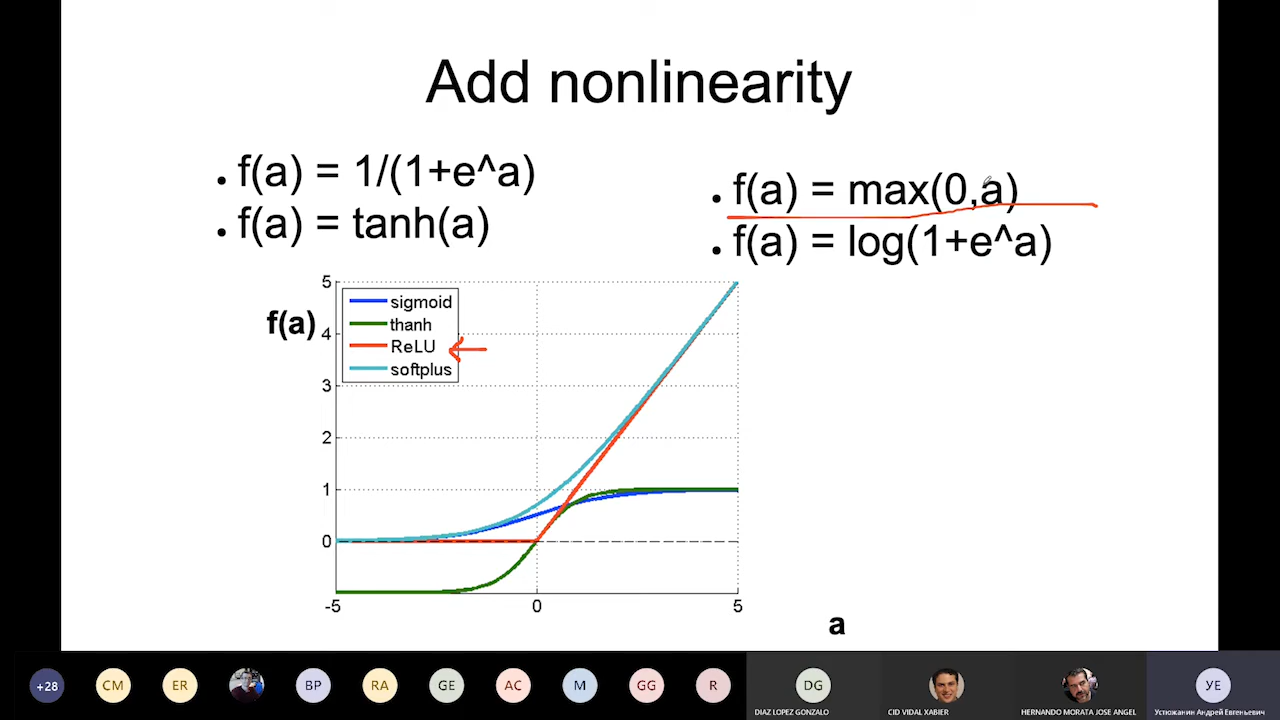 Add nonlinearity
• f(a) = 1/(1+e^a)
• f(a) = tanh(a)
• f(a) = max(0,a)
• f(a) = log(1+e^a)
f(a)
5
4
3
2
1
0
sigmoid
thanh
ReLU
softplus
-5
0
5
a
+28
CM
ER
BP
RA
GE
AC
M
GG
R
DG
DIAZ LOPEZ GONZALO
CID VIDAL XABIER
HERNANDO MORATA JOSE ANGEL
УЕ
Устюжанин Андрей Евгеньевич